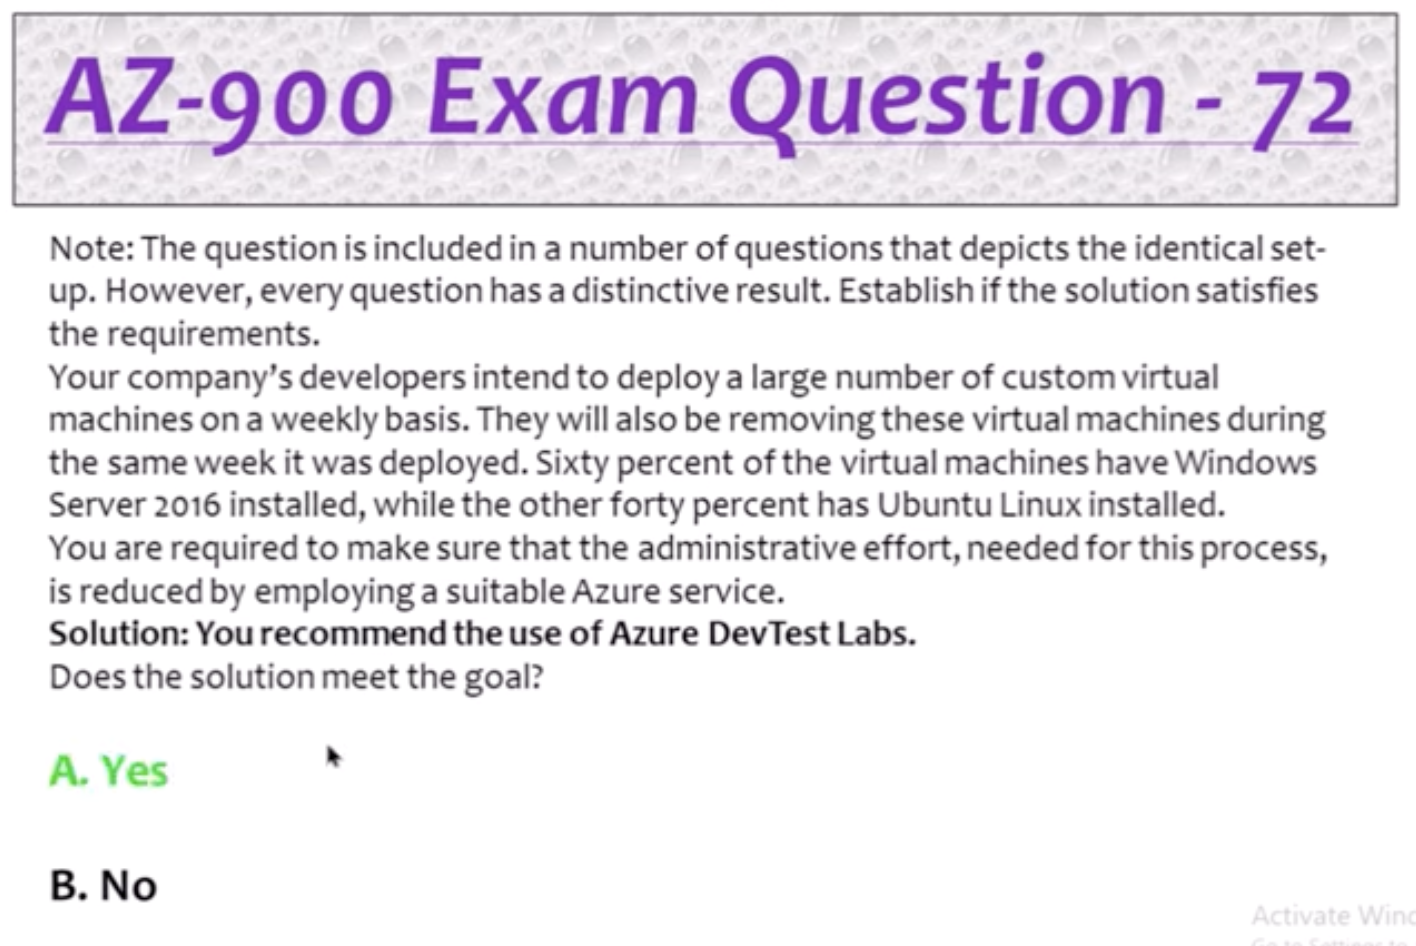 AZ-900 Exam Question - 72
Note: The question is included in a number of questions that depicts the identical set-
up. However, every question has a distinctive result. Establish if the solution satisfies
the requirements.
Your company's developers intend to deploy a large number of custom virtual
machines on a weekly basis. They will also be removing these virtual machines during
the same week it was deployed. Sixty percent of the virtual machines have Windows
Server 2016 installed, while the other forty percent has Ubuntu Linux installed.
You are required to make sure that the administrative effort, needed for this process,
is reduced by employing a suitable Azure service.
Solution: You recommend the use of Azure DevTest Labs.
Does the solution meet the goal?
A. Yes
B. No
Activate Wind